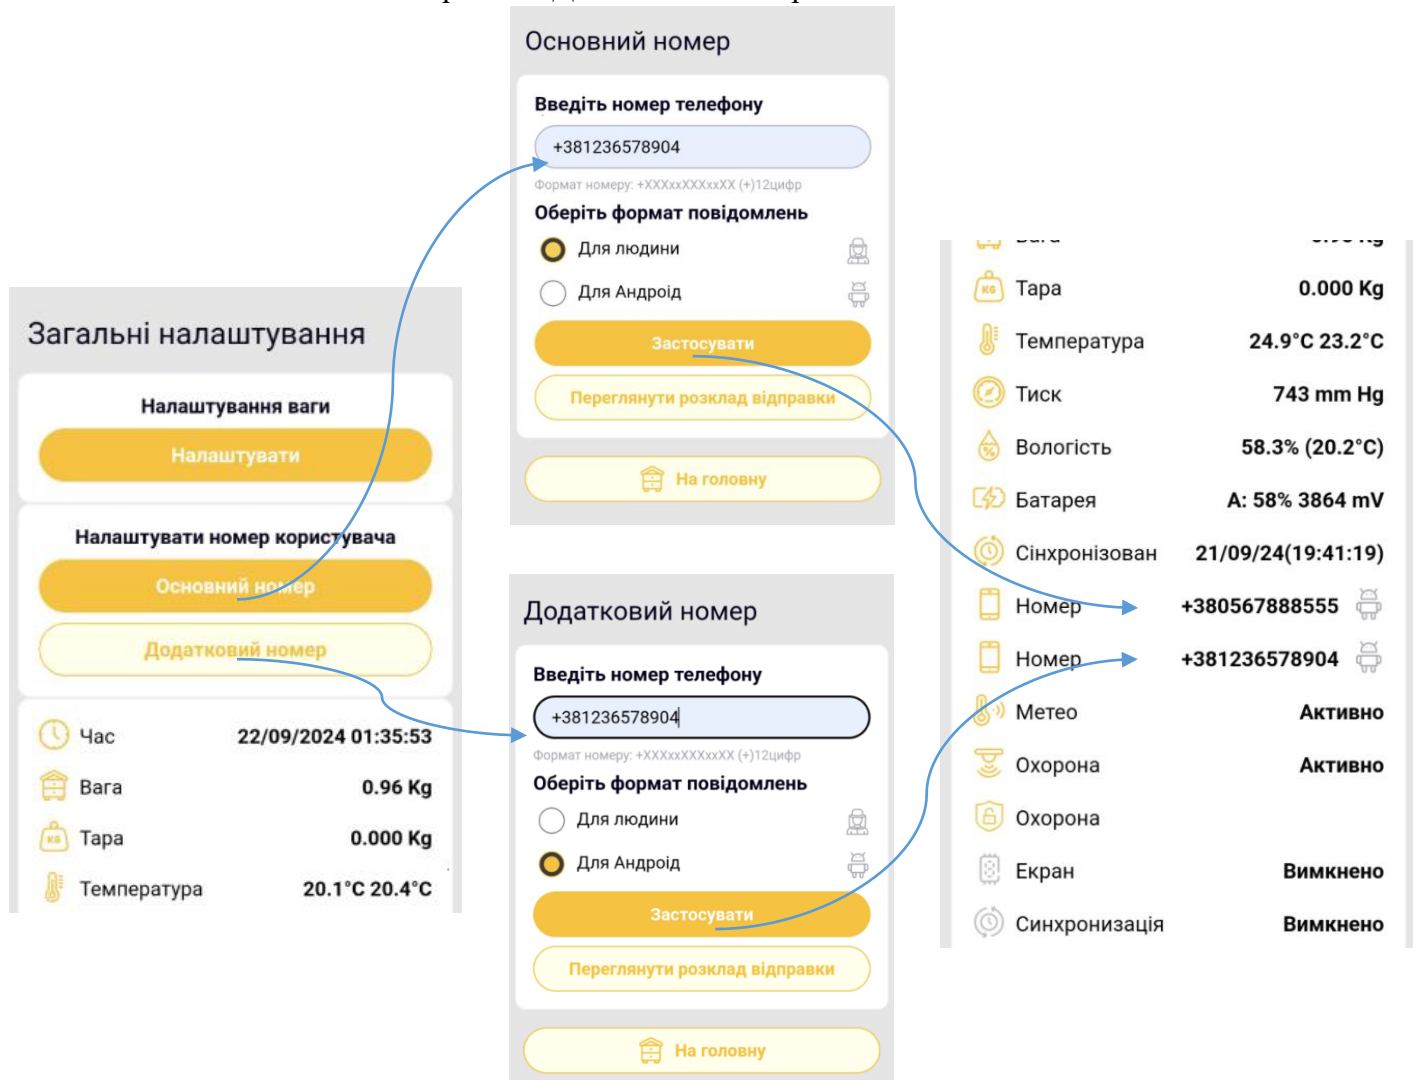 Основний номер
Введіть номер телефону
+381236578904
Формат номеру: +XXXxxXXXxxXX (+)12цифр
Оберіть формат повідомлень
Для людини
Для Андроід
Застосувати
Переглянути розклад відправки
На головну
Загальні налаштування
Налаштування ваги
Налаштувати
Налаштувати номер користувача
Основний номер
Додатковий номер
Час 22/09/2024 01:35:53
Вага 0.96 Kg
Тара 0.000 Kg
Температура 20.1°C 20.4°C
Додатковий номер
Введіть номер телефону
+381236578904
Формат номеру: +XXXxxXXXxxXX (+)12цифр
Оберіть формат повідомлень
Для людини
Для Андроід
Застосувати
Переглянути розклад відправки
На головну
Тара 0.000 Kg
Температура 24.9°C 23.2°C
Тиск 743 mm Hg
Вологість 58.3% (20.2°C)
Батарея A: 58% 3864 mV
Сінхронізован 21/09/24(19:41:19)
Номер +380567888555
Номер +381236578904
Метео Активно
Охорона Активно
Охорона
Екран Вимкнено
Синхронизація Вимкнено